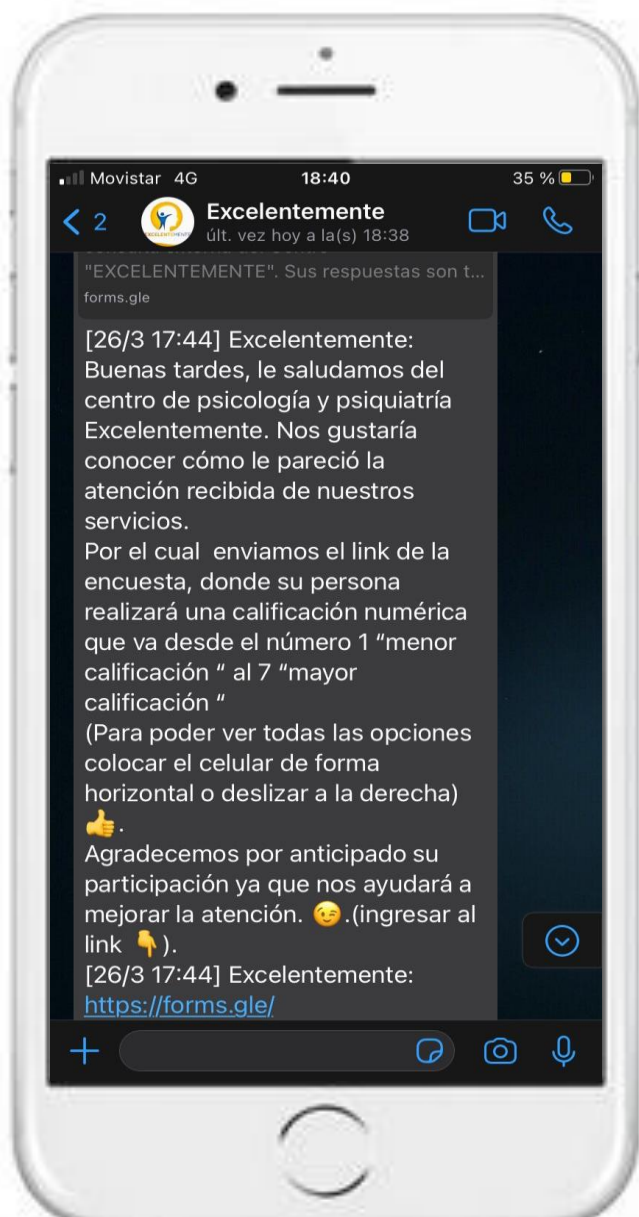 Movistar 4G 18:40 35 %
2 Excelentemente
últ. vez hoy a la(s) 18:38
"EXCELENTEMENTE". Sus respuestas son t...
forms.gle
[26/3 17:44] Excelentemente:
Buenas tardes, le saludamos del
centro de psicología y psiquiatría
Excelentemente. Nos gustaría
conocer cómo le pareció la
atención recibida de nuestros
servicios.
Por el cual  enviamos el link de la
encuesta, donde su persona
realizará una calificación numérica
que va desde el número 1 “menor
calificación “ al 7 “mayor
calificación “
(Para poder ver todas las opciones
colocar el celular de forma
horizontal o deslizar a la derecha)
👍.
Agradecemos por anticipado su
participación ya que nos ayudará a
mejorar la atención. 😉.(ingresar al
link 👇).
[26/3 17:44] Excelentemente:
https://forms.gle/